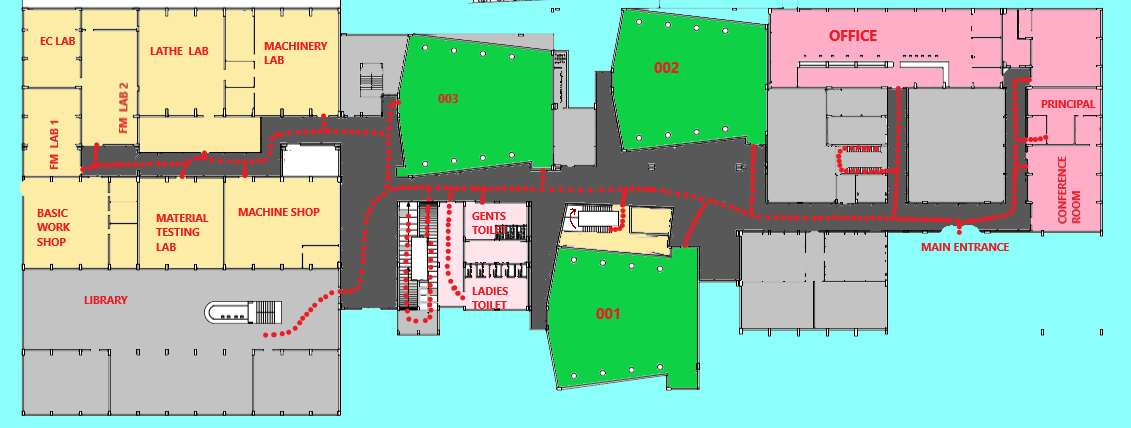 OFFICE
EC LAB
LATHE LAB
MACHINERY
LAB
002
003
PRINCIPAL
FM LAB 2
FM LAB 1
CONFERENCE
ROOM
BASIC
WORK
SHOP
MATERIAL
TESTING
LAB
MACHINE SHOP
GENTS
TOILET
MAIN ENTRANCE
LADIES
TOILET
LIBRARY
001